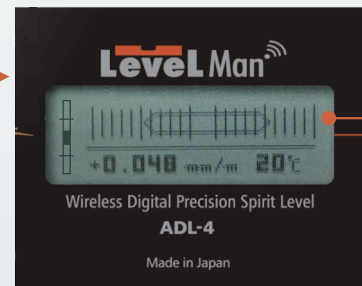 LeveL Man
+0.048 mm/m 20℃
Wireless Digital Precision Spirit Level
ADL-4
Made in Japan